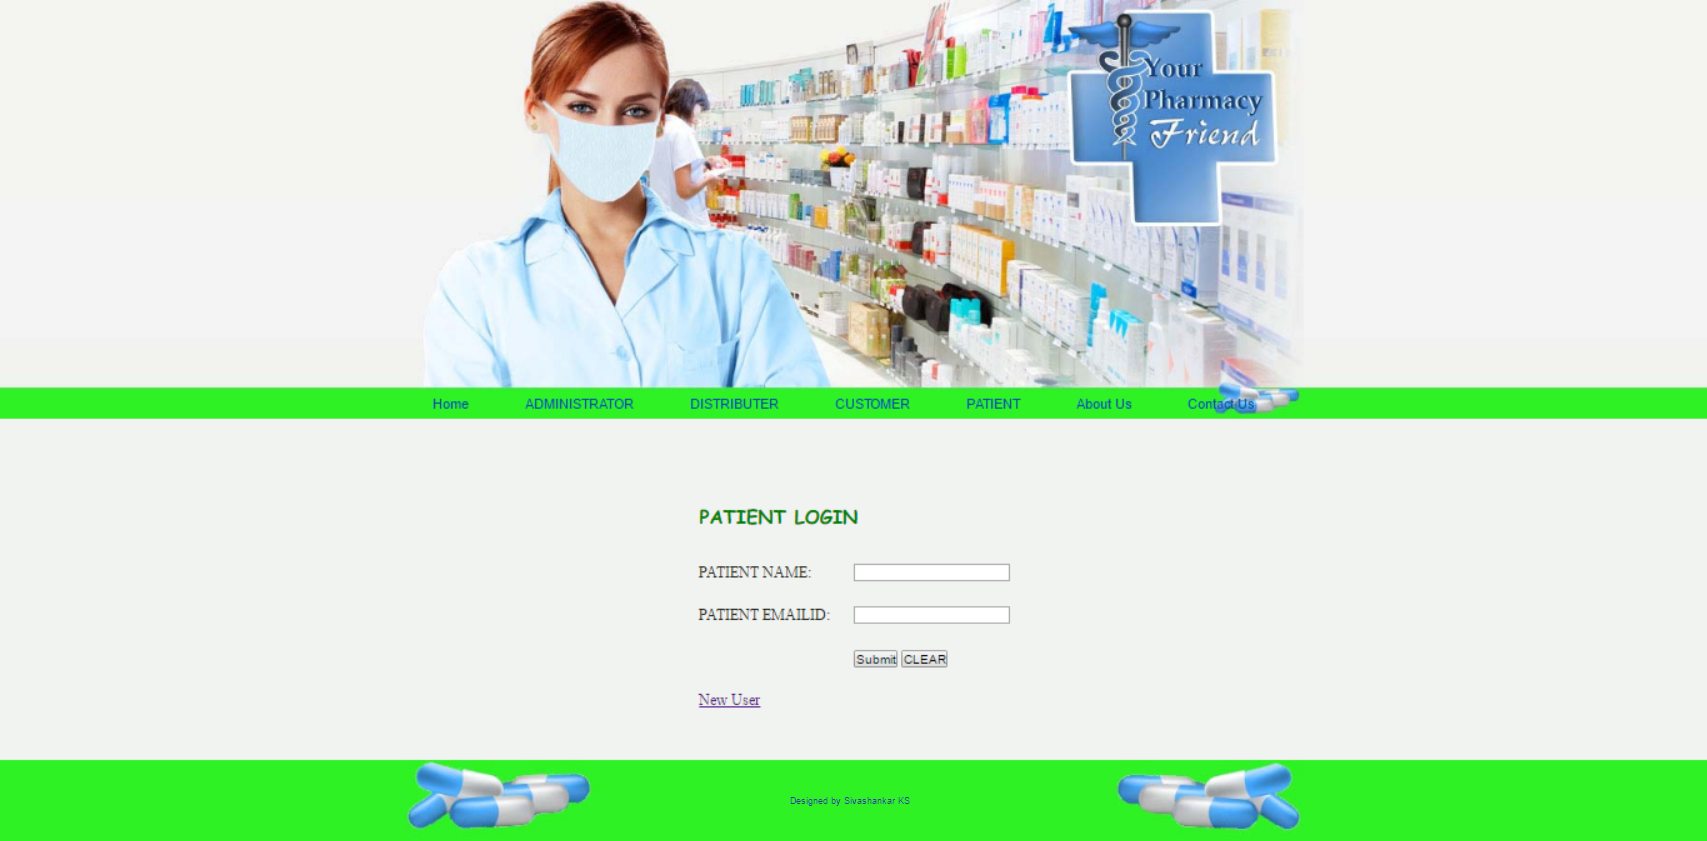 Your
Pharmacy
Friend
Home ADMINISTRATOR DISTRIBUTER CUSTOMER PATIENT About Us Contact Us
PATIENT LOGIN
PATIENT NAME:
PATIENT EMAILID:
Submit CLEAR
New User
Designed by Sivashankar KS